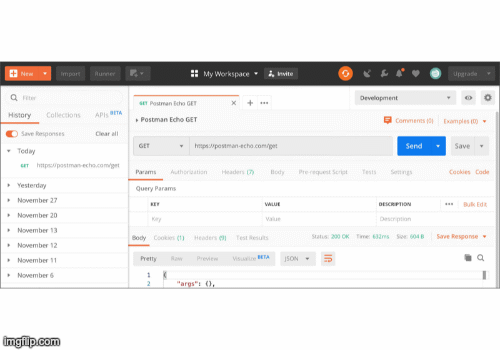 New Import Runner My Workspace Invite Upgrade
Filter
History Collections APIs BETA
Save Responses Clear all
Today
GET https://postman-echo.com/get
Yesterday
November 27
November 20
November 13
November 12
November 11
November 6
GET Postman Echo GET × + •••
Development
Postman Echo GET
Comments (0) Examples (0)
GET https://postman-echo.com/get Send Save
Params Authorization Headers (7) Body Pre-request Script Tests Settings Cookies Code
Query Params
KEY VALUE DESCRIPTION ••• Bulk Edit
Key Value Description
Body Cookies (1) Headers (9) Test Results Status: 200 OK Time: 632ms Size: 604 B Save Response
Pretty Raw Preview Visualize BETA JSON
1 {
2 "args": {},
imgflip.com